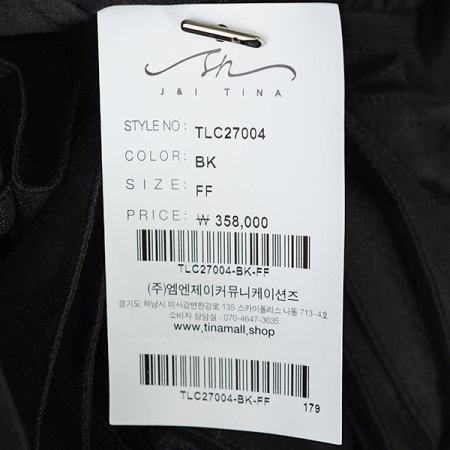 J & I TINA
STYLE NO : TLC27004
COLOR: BK
SIZE: FF
PRICE: ₩ 358,000
TLC27004-BK-FF
(주)엠엔제이커뮤니케이션즈
경기도 하남시 미사강변한강로 135 스카이폴리스 나동 713-4호
소비자 상담실 : 070-4647-3635
www.tinamall.shop
TLC27004-BK-FF
179